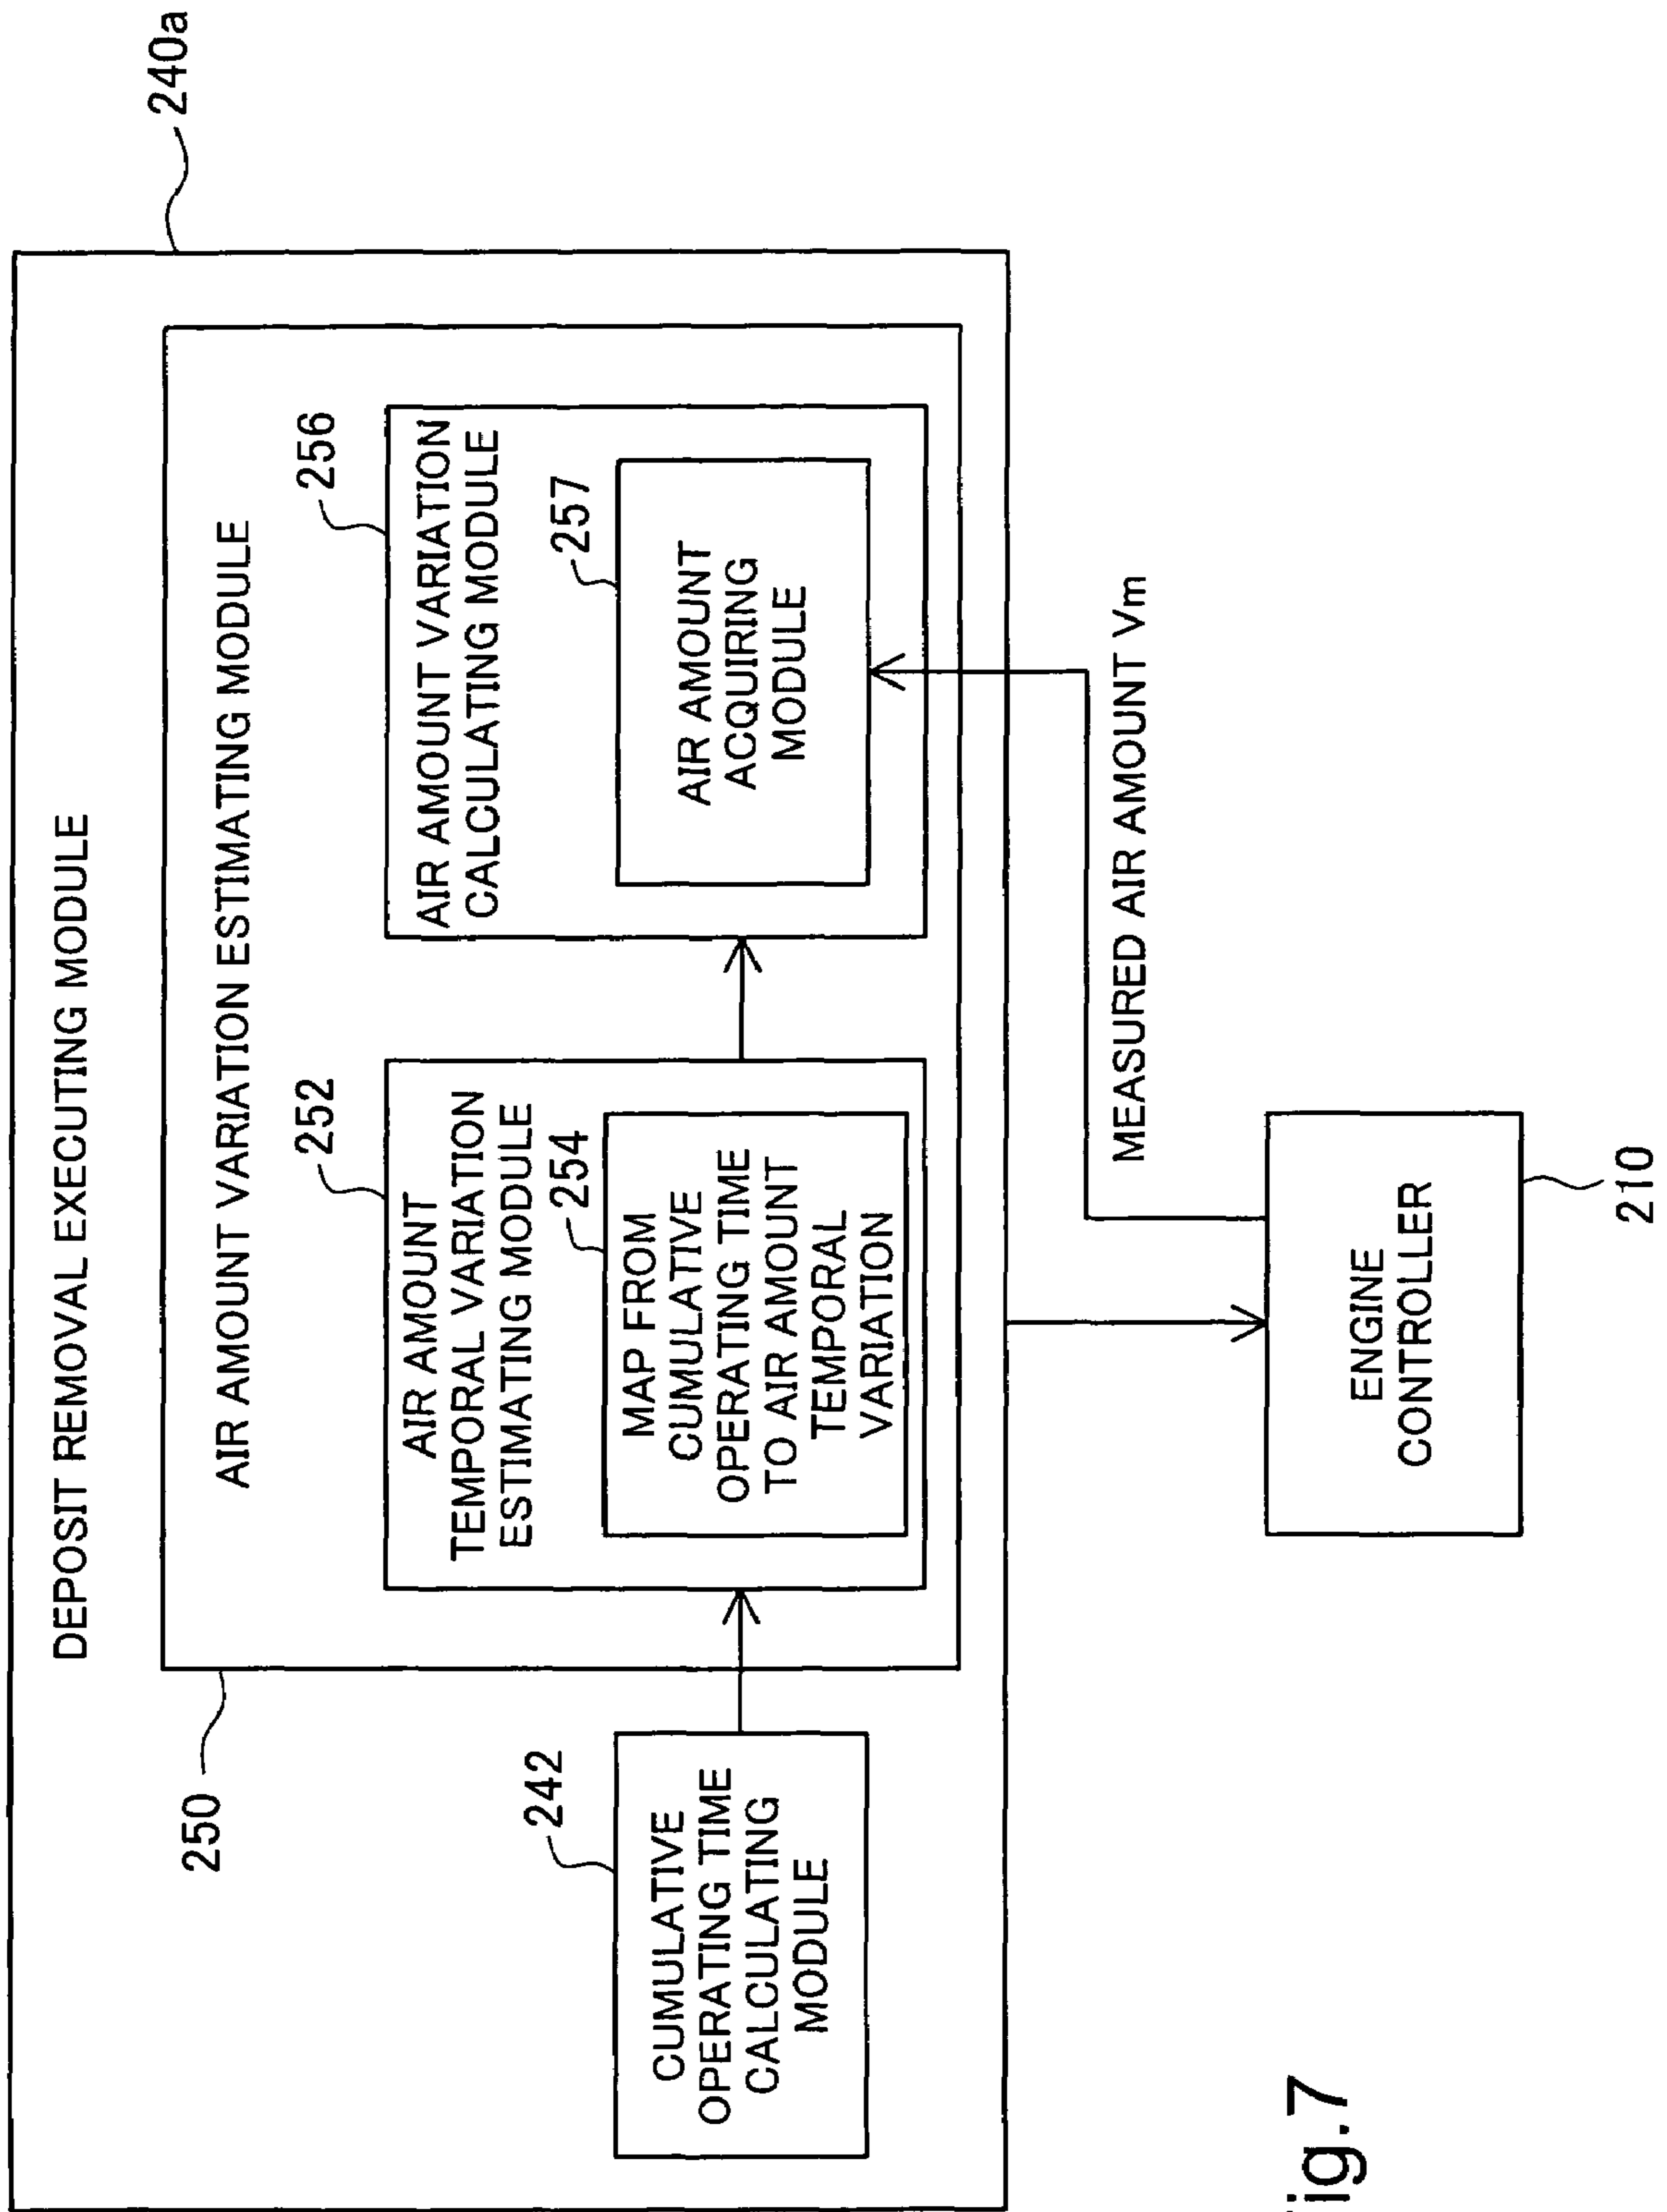 DEPOSIT REMOVAL EXECUTING MODULE
240a
250
AIR AMOUNT VARIATION ESTIMATING MODULE
242
CUMULATIVE
OPERATING TIME
CALCULATING
MODULE
252
AIR AMOUNT
TEMPORAL VARIATION
ESTIMATING MODULE
254
MAP FROM
CUMULATIVE
OPERATING TIME
TO AIR AMOUNT
TEMPORAL
VARIATION
256
AIR AMOUNT VARIATION
CALCULATING MODULE
257
AIR AMOUNT
ACQUIRING
MODULE
MEASURED AIR AMOUNT Vm
ENGINE
CONTROLLER
210
ig.7